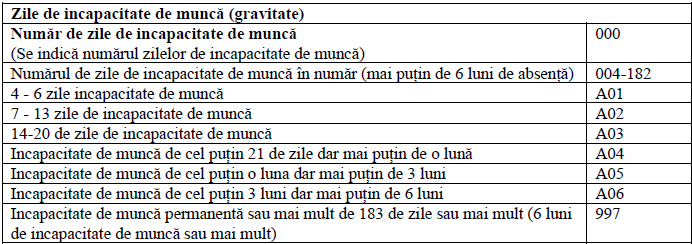 Zile de incapacitate de muncă (gravitate)
Număr de zile de incapacitate de muncă 000
(Se indică numărul zilelor de incapacitate de muncă)
Numărul de zile de incapacitate de muncă în număr (mai puțin de 6 luni de absență) 004-182
4 - 6 zile incapacitate de muncă A01
7 - 13 zile de incapacitate de muncă A02
14-20 de zile de incapacitate de muncă A03
Incapacitate de muncă de cel puțin 21 de zile dar mai puțin de o lună A04
Incapacitate de muncă de cel puțin o luna dar mai puțin de 3 luni A05
Incapacitate de muncă de cel puțin 3 luni dar mai puțin de 6 luni A06
Incapacitate de muncă permanentă sau mai mult de 183 de zile sau mai mult (6 luni 997
de incapacitate de muncă sau mai mult)